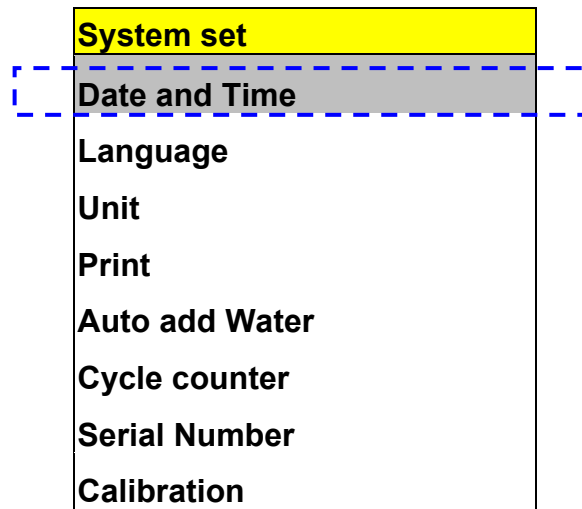 System set
Date and Time
Language
Unit
Print
Auto add Water
Cycle counter
Serial Number
Calibration